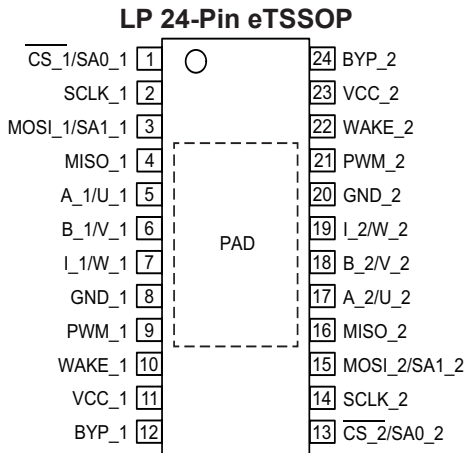 LP 24-Pin eTSSOP
CS_1/SA0_1 1
SCLK_1 2
MOSI_1/SA1_1 3
MISO_1 4
A_1/U_1 5
B_1/V_1 6
I_1/W_1 7
GND_1 8
PWM_1 9
WAKE_1 10
VCC_1 11
BYP_1 12
PAD
24 BYP_2
23 VCC_2
22 WAKE_2
21 PWM_2
20 GND_2
19 I_2/W_2
18 B_2/V_2
17 A_2/U_2
16 MISO_2
15 MOSI_2/SA1_2
14 SCLK_2
13 CS_2/SA0_2